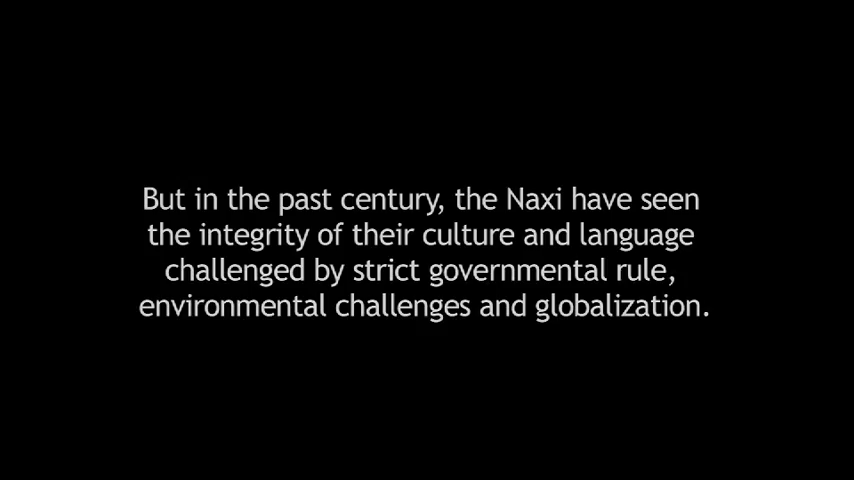 But in the past century, the Naxi have seen
the integrity of their culture and language
challenged by strict governmental rule,
environmental challenges and globalization.